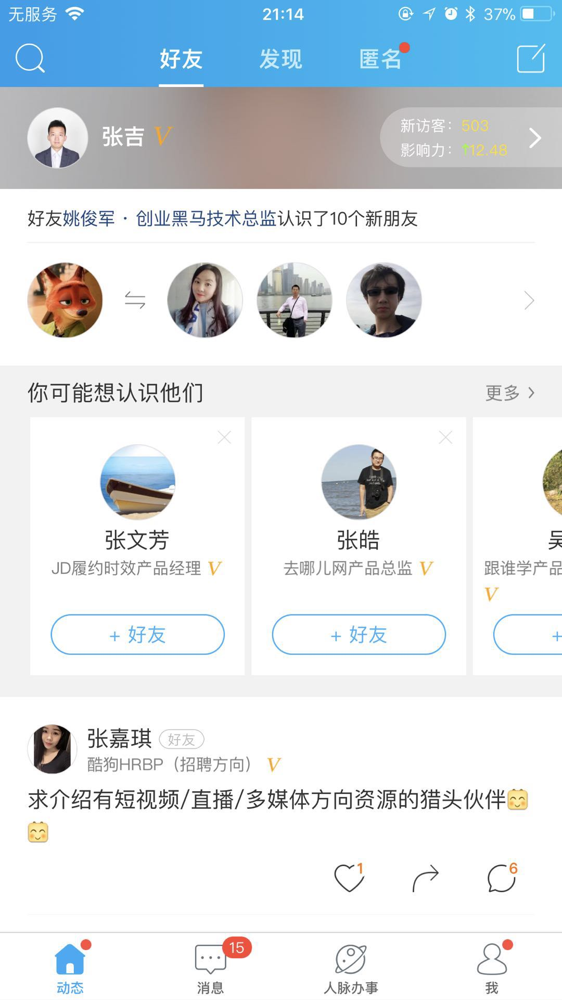 无服务 21:14 37%
好友 发现 匿名
张吉 V
新访客：503
影响力：↑12.48
好友姚俊军 · 创业黑马技术总监认识了10个新朋友
你可能想认识他们 更多
张文芳
JD履约时效产品经理 V
+ 好友
张皓
去哪儿网产品总监 V
+ 好友
吴
跟谁学产品
V
+
张嘉琪 好友
酷狗HRBP（招聘方向） V
求介绍有短视频/直播/多媒体方向资源的猎头伙伴
1 6
15
动态 消息 人脉办事 我